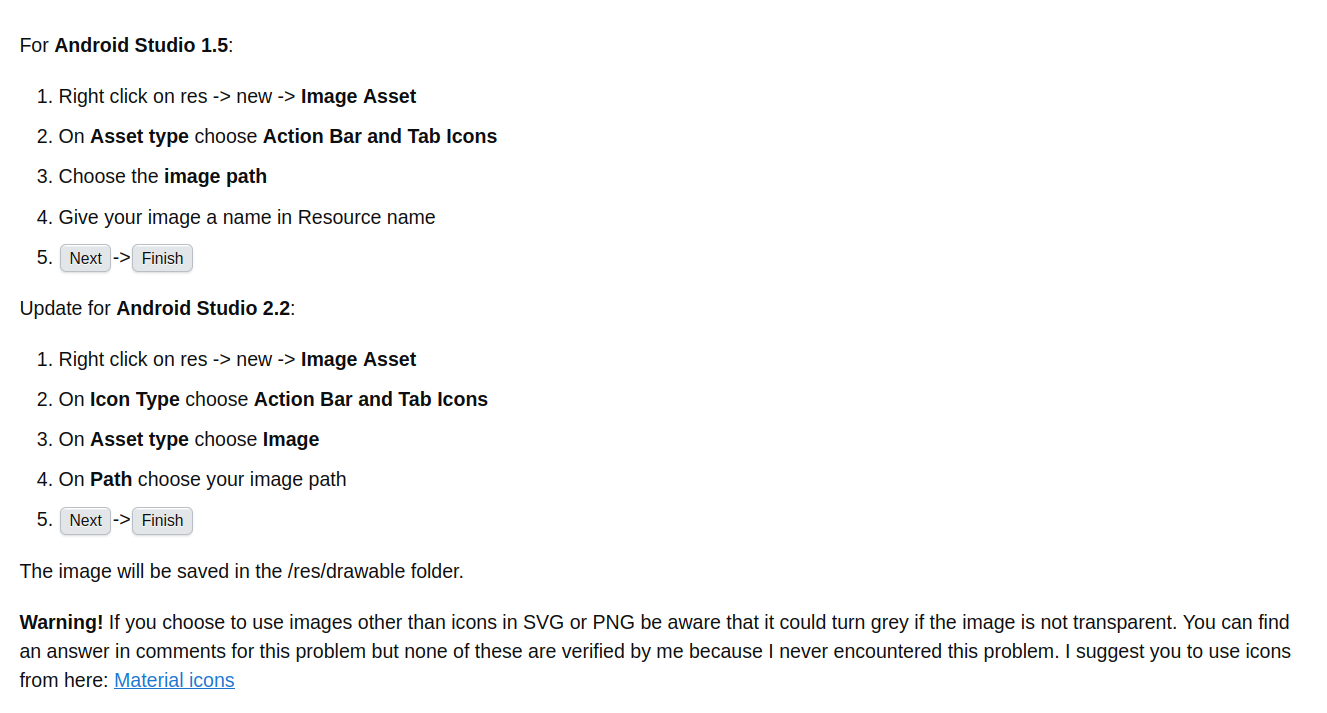 For Android Studio 1.5:
1. Right click on res -> new -> Image Asset
2. On Asset type choose Action Bar and Tab Icons
3. Choose the image path
4. Give your image a name in Resource name
5. Next -> Finish
Update for Android Studio 2.2:
1. Right click on res -> new -> Image Asset
2. On Icon Type choose Action Bar and Tab Icons
3. On Asset type choose Image
4. On Path choose your image path
5. Next -> Finish
The image will be saved in the /res/drawable folder.
Warning! If you choose to use images other than icons in SVG or PNG be aware that it could turn grey if the image is not transparent. You can find
an answer in comments for this problem but none of these are verified by me because I never encountered this problem. I suggest you to use icons
from here: Material icons